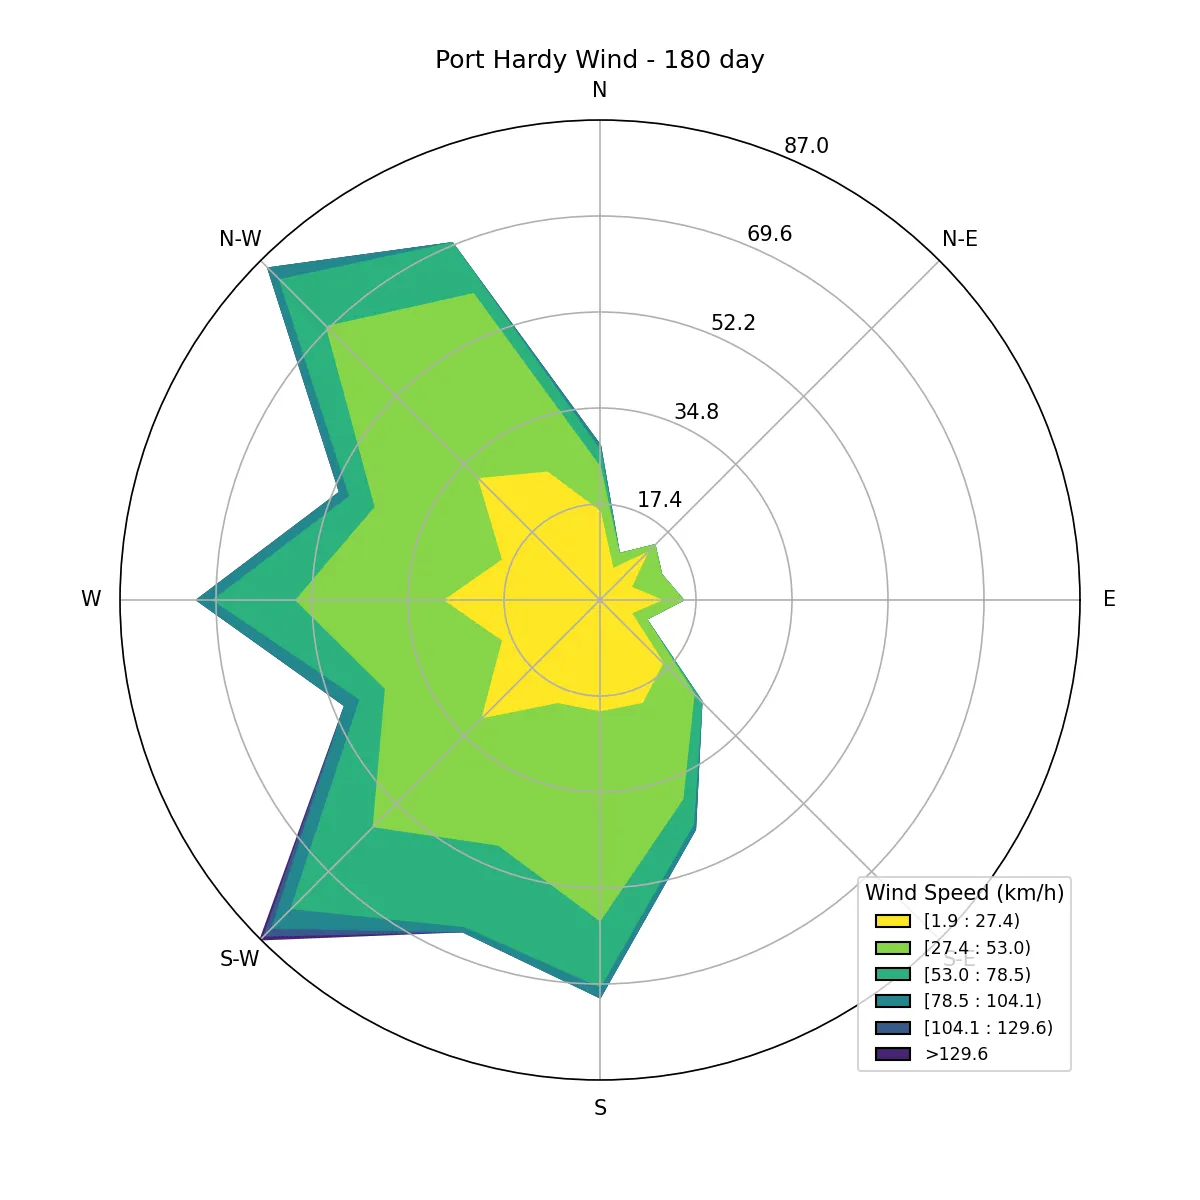 Port Hardy Wind - 180 day
N
87.0
N-W
69.6
N-E
52.2
34.8
17.4
W
E
S-W
S-E
S
Wind Speed (km/h)
[1.9 : 27.4)
[27.4 : 53.0)
[53.0 : 78.5)
[78.5 : 104.1)
[104.1 : 129.6)
>129.6